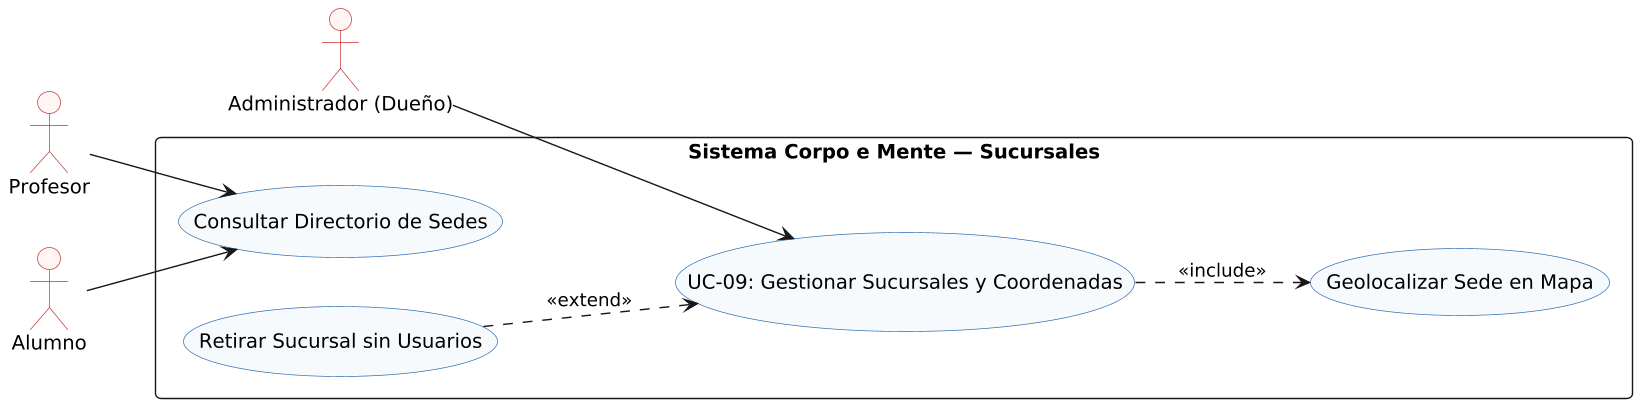 Administrador (Dueño)
Profesor
Alumno
Sistema Corpo e Mente — Sucursales
Consultar Directorio de Sedes
Retirar Sucursal sin Usuarios
«extend»
UC-09: Gestionar Sucursales y Coordenadas
«include»
Geolocalizar Sede en Mapa